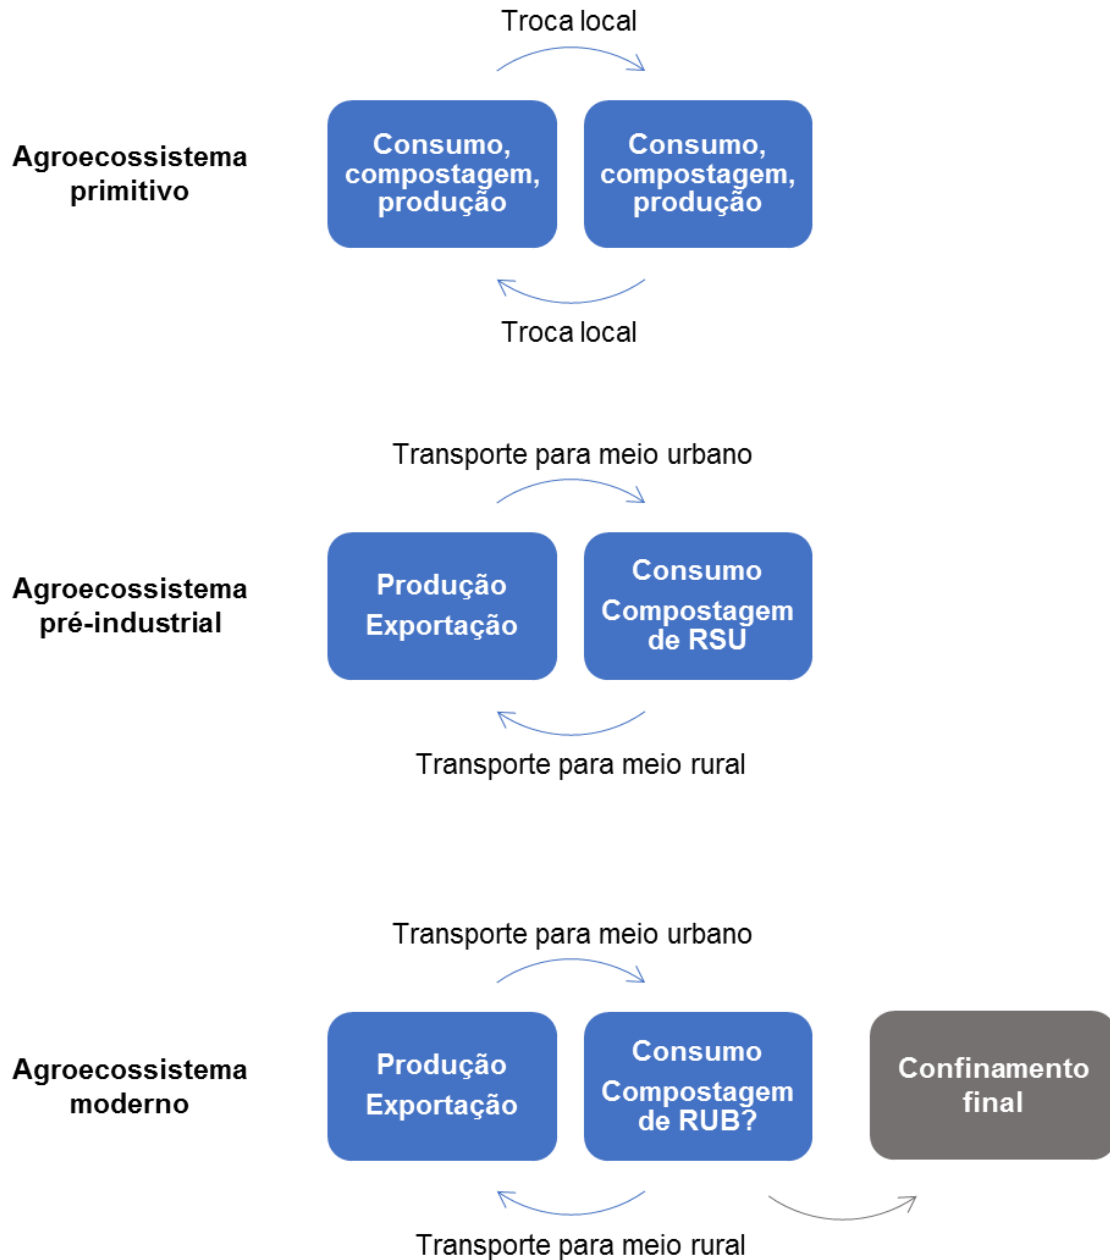 Troca local
Agroecossistema
primitivo
Consumo,
compostagem,
produção
Consumo,
compostagem,
produção
Troca local
Transporte para meio urbano
Agroecossistema
pré-industrial
Produção
Exportação
Consumo
Compostagem
de RSU
Transporte para meio rural
Transporte para meio urbano
Agroecossistema
moderno
Produção
Exportação
Consumo
Compostagem
de RUB?
Confinamento
final
Transporte para meio rural